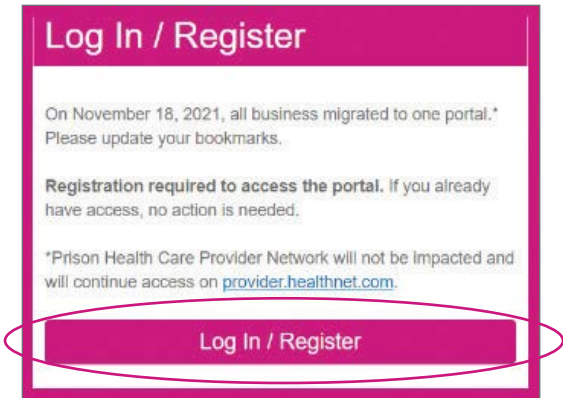 Log In / Register
On November 18, 2021, all business migrated to one portal.*
Please update your bookmarks.
Registration required to access the portal. If you already
have access, no action is needed.
*Prison Health Care Provider Network will not be impacted and
will continue access on provider.healthnet.com.
Log In / Register